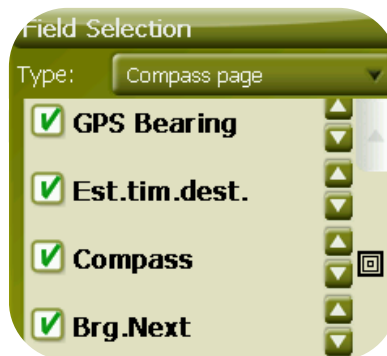 Field Selection
Type: Compass page
GPS Bearing
Est.tim.dest.
Compass
Brg.Next